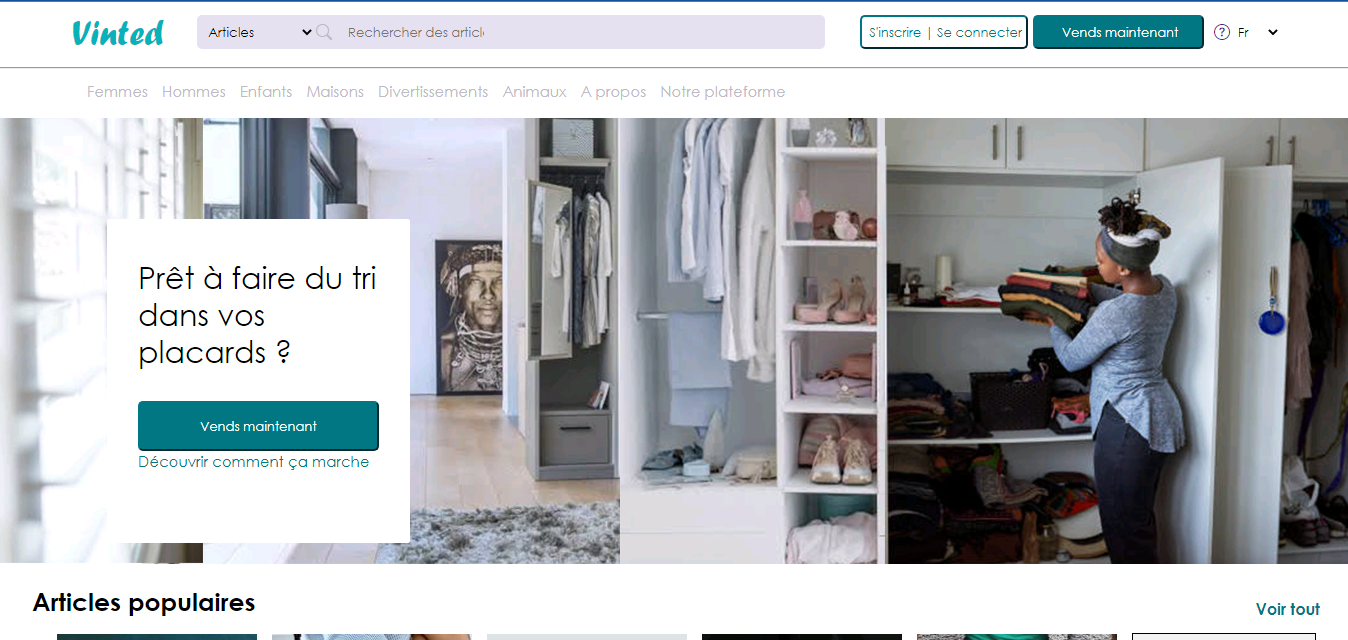 Vinted
Articles
Rechercher des articl
S'inscrire | Se connecter
Vends maintenant
?
Fr
Femmes Hommes Enfants Maisons Divertissements Animaux A propos Notre plateforme
Prêt à faire du tri
dans vos
placards ?
Vends maintenant
Découvrir comment ça marche
Articles populaires
Voir tout